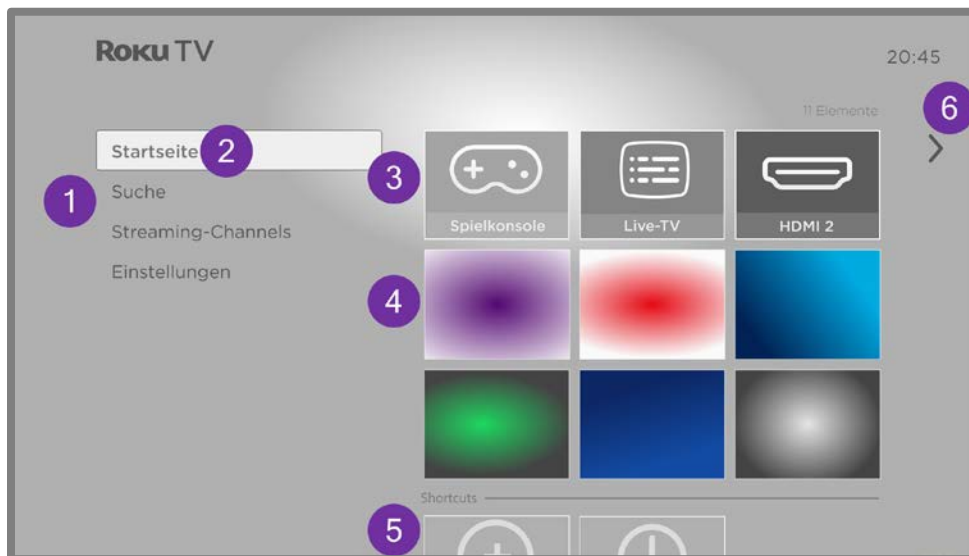 Roku TV
20:45
11 Elemente
6
Startseite 2
3
1
Suche
Streaming-Channels
Einstellungen
Spielkonsole
Live-TV
HDMI 2
4
Shortcuts
5